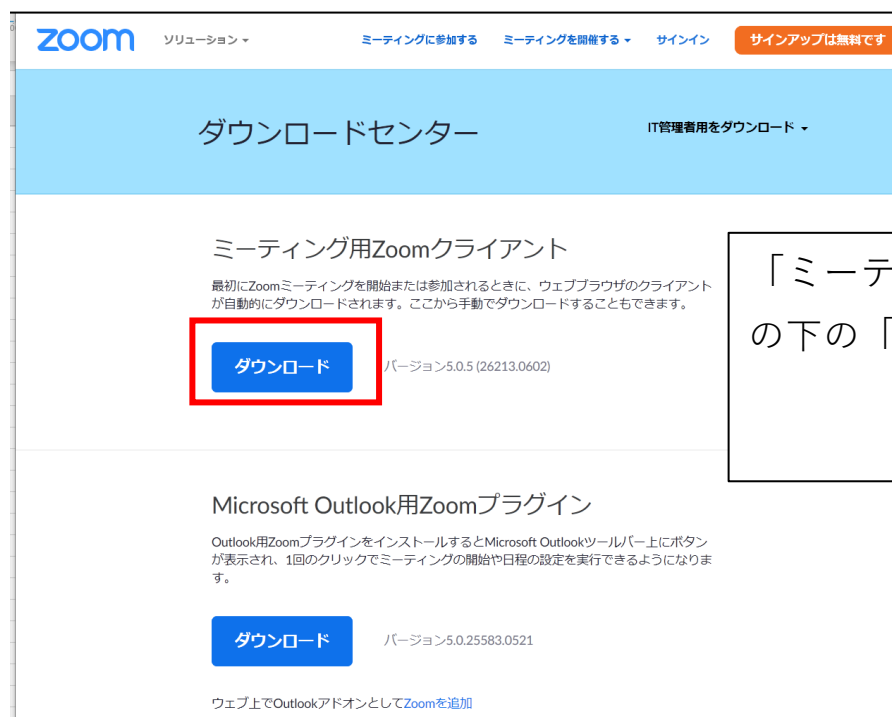 zoom ソリューション ミーティングに参加する ミーティングを開催する サインイン サインアップは無料です
ダウンロードセンター
IT管理者用をダウンロード
ミーティング用Zoomクライアント
最初にZoomミーティングを開始または参加されるときに、ウェブブラウザのクライアント
が自動的にダウンロードされます。ここから手動でダウンロードすることもできます。
ダウンロード バージョン5.0.5 (26213.0602)
「ミーテ
の下の「
Microsoft Outlook用Zoomプラグイン
Outlook用ZoomプラグインをインストールするとMicrosoft Outlookツールバー上にボタン
が表示され、1回のクリックでミーティングの開始や日程の設定を実行できるようになりま
す。
ダウンロード バージョン5.0.25583.0521
ウェブ上でOutlookアドオンとしてZoomを追加